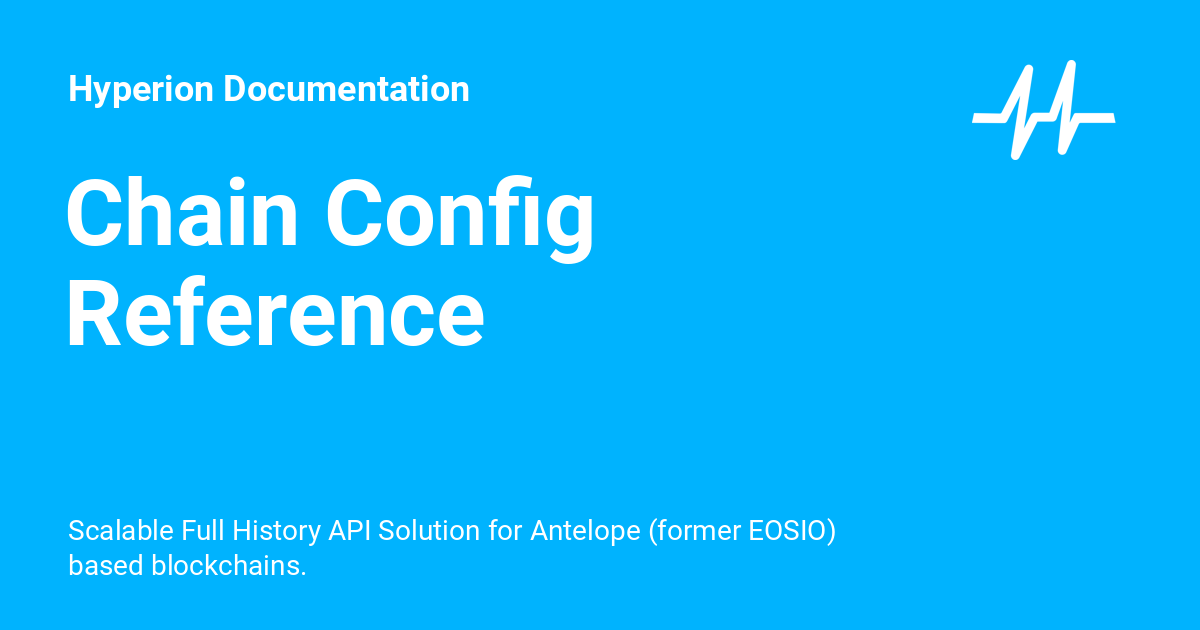 Hyperion Documentation
Chain Config
Reference
Scalable Full History API Solution for Antelope (former EOSIO)
based blockchains.